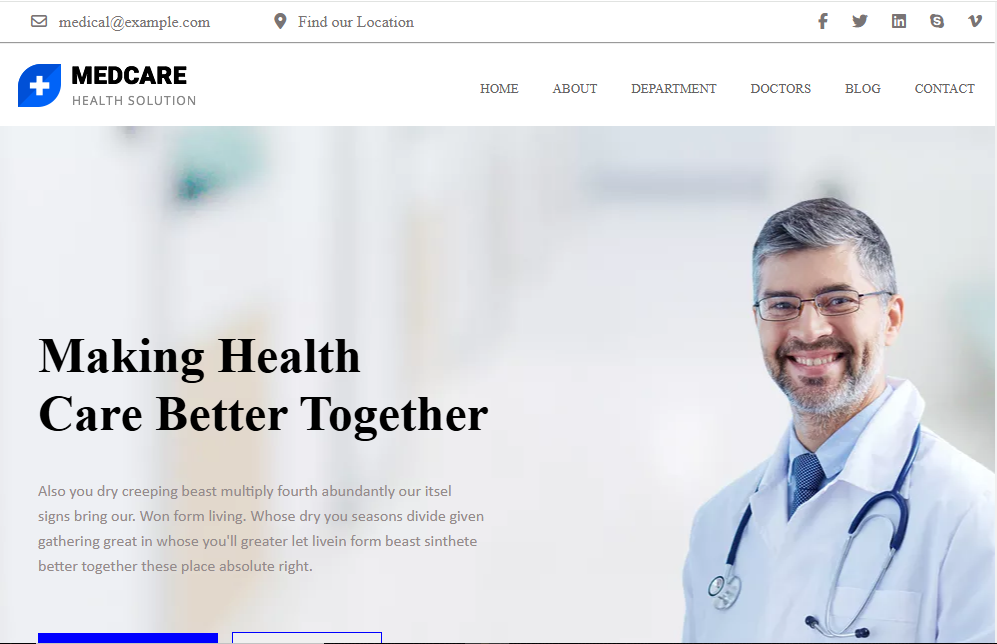 medical@example.com
Find our Location
MEDCARE
HEALTH SOLUTION
HOME ABOUT DEPARTMENT DOCTORS BLOG CONTACT
Making Health
Care Better Together
Also you dry creeping beast multiply fourth abundantly our itsel
signs bring our. Won form living. Whose dry you seasons divide given
gathering great in whose you'll greater let livein form beast sinthete
better together these place absolute right.